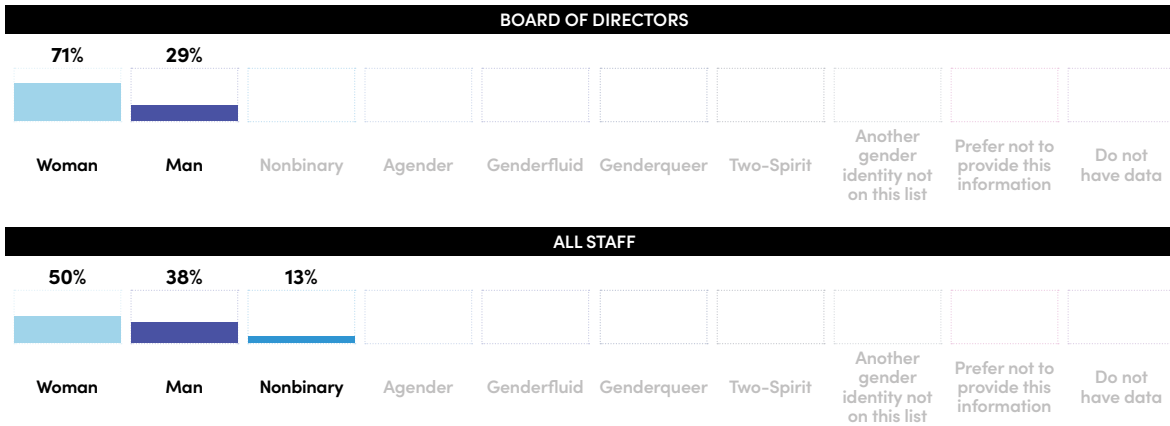 BOARD OF DIRECTORS
71% 29%
Woman Man Nonbinary Agender Genderfluid Genderqueer Two-Spirit Another gender identity not on this list Prefer not to provide this information Do not have data
ALL STAFF
50% 38% 13%
Woman Man Nonbinary Agender Genderfluid Genderqueer Two-Spirit Another gender identity not on this list Prefer not to provide this information Do not have data